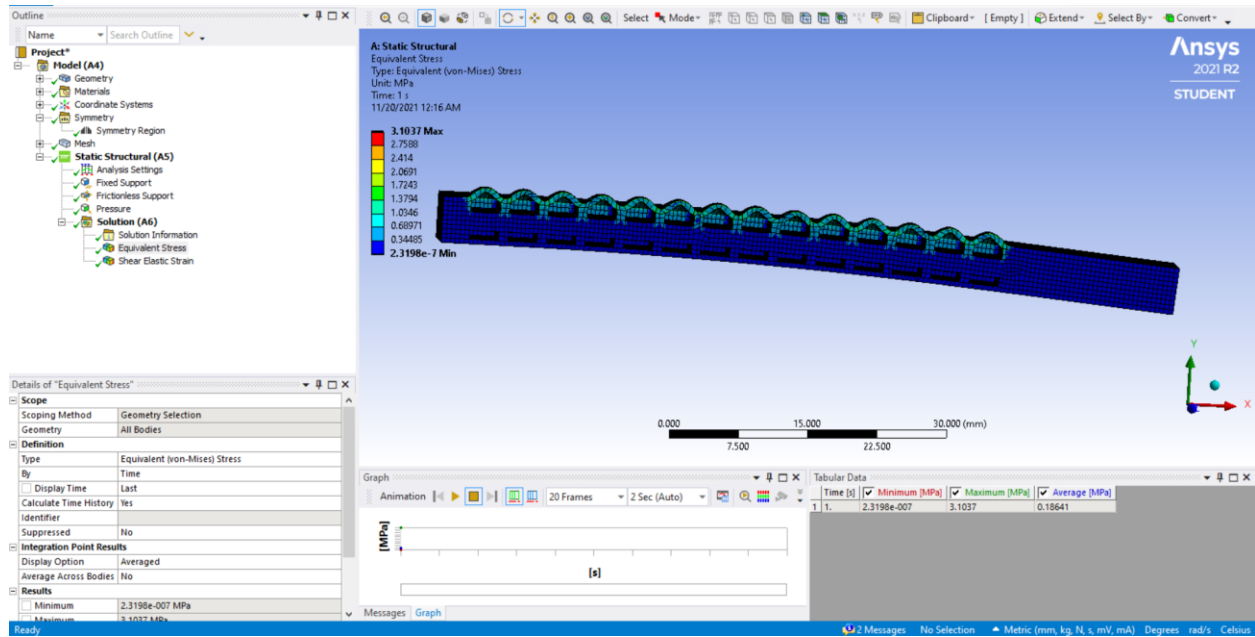 Outline
Name Search Outline
Project*
Model (A4)
Geometry
Materials
Coordinate Systems
Symmetry
Symmetry Region
Mesh
Static Structural (A5)
Analysis Settings
Fixed Support
Frictionless Support
Pressure
Solution (A6)
Solution Information
Equivalent Stress
Shear Elastic Strain
Details of "Equivalent Stress"
Scope
Scoping Method Geometry Selection
Geometry All Bodies
Definition
Type Equivalent (von-Mises) Stress
By Time
Display Time Last
Calculate Time History Yes
Identifier
Suppressed No
Integration Point Results
Display Option Averaged
Average Across Bodies No
Results
Minimum 2.3198e-007 MPa
Maximum 3.1037 MPa
Select Mode Clipboard [ Empty ] Extend Select By Convert
A: Static Structural
Equivalent Stress
Type: Equivalent (von-Mises) Stress
Unit: MPa
Time: 1 s
11/20/2021 12:16 AM
3.1037 Max
2.7588
2.414
2.0691
1.7243
1.3794
1.0346
0.68971
0.34485
2.3198e-7 Min
Ansys
2021 R2
STUDENT
Y
X
0.000 15.000 30.000 (mm)
7.500 22.500
Graph
Animation 20 Frames 2 Sec (Auto)
[MPa]
[s]
Messages Graph
Tabular Data
Time [s] Minimum [MPa] Maximum [MPa] Average [MPa]
1 1. 2.3198e-007 3.1037 0.18641
Ready 2 Messages No Selection Metric (mm, kg, N, s, mV, mA) Degrees rad/s Celsius